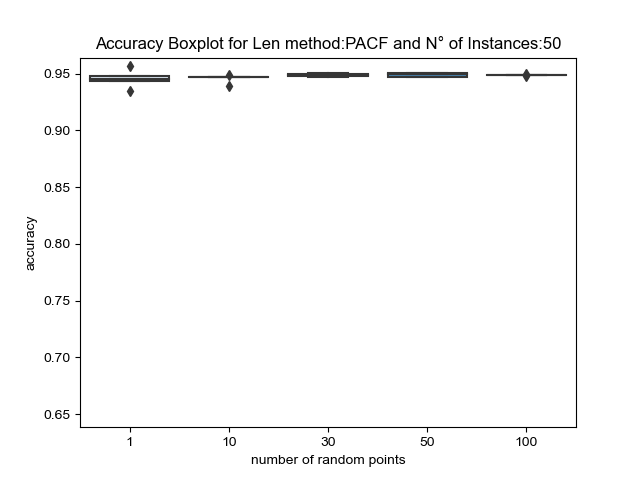 Accuracy Boxplot for Len method:PACF and N° of Instances:50
0.95
0.90
0.85
0.80
0.75
0.70
0.65
accuracy
1 10 30 50 100
number of random points